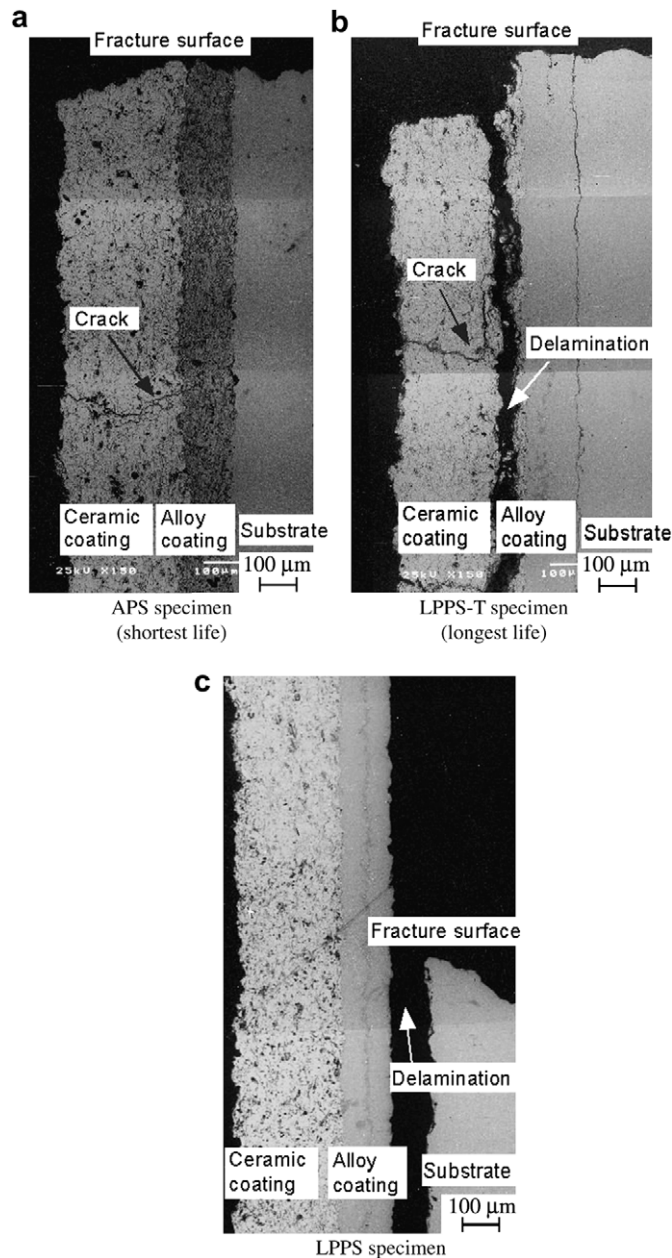 a
Fracture surface
Crack
Ceramic coating
Alloy coating
Substrate
25kV X150 100µm
100 µm
APS specimen
(shortest life)
b
Fracture surface
Crack
Delamination
Ceramic coating
Alloy coating
Substrate
25kV X150 100µ
100 µm
LPPS-T specimen
(longest life)
c
Fracture surface
Delamination
Ceramic coating
Alloy coating
Substrate
100 µm
LPPS specimen